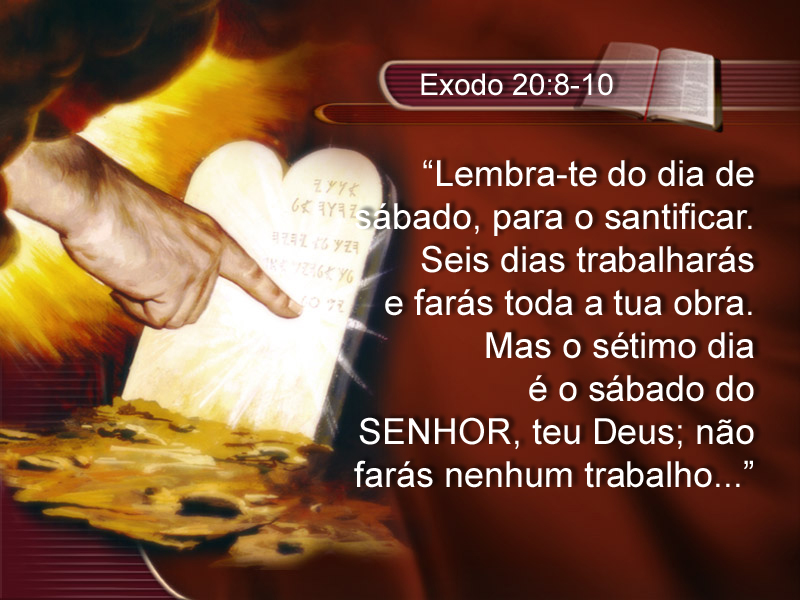 Exodo 20:8-10
“Lembra-te do dia de
sábado, para o santificar.
Seis dias trabalharás
e farás toda a tua obra.
Mas o sétimo dia
é o sábado do
SENHOR, teu Deus; não
farás nenhum trabalho...”